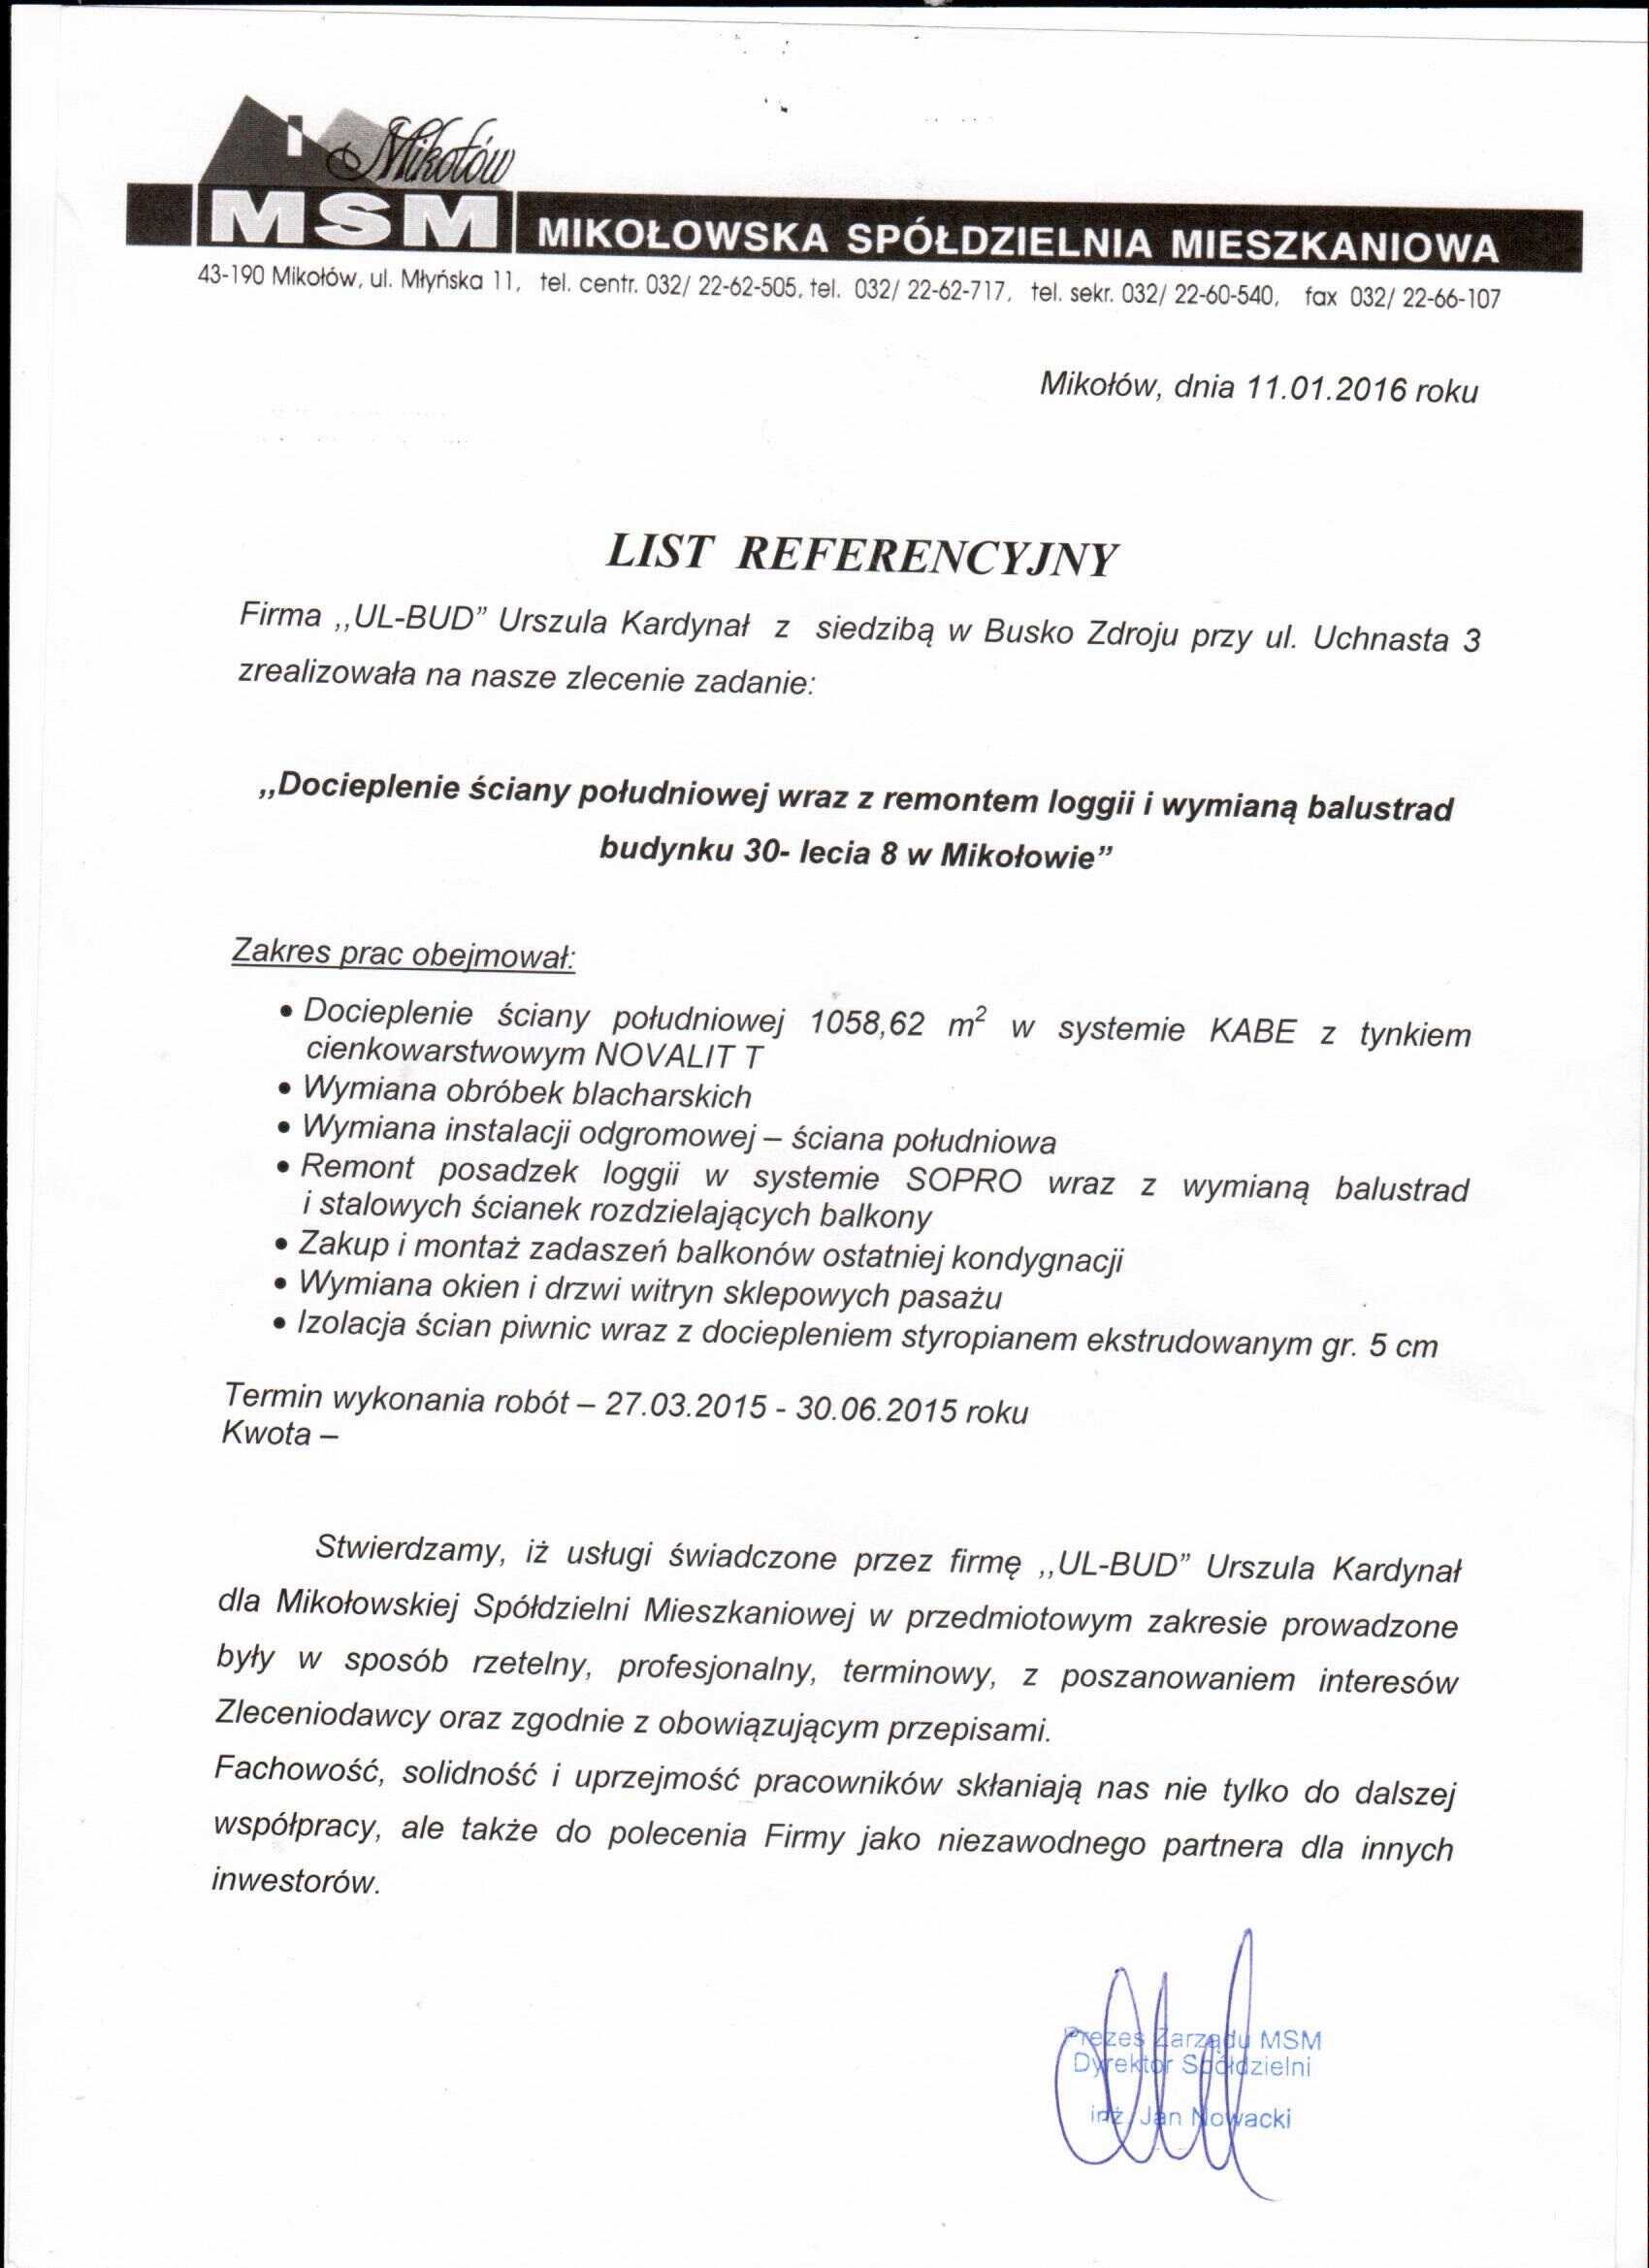 Mikołów
MSM
MIKOŁOWSKA SPÓŁDZIELNIA MIESZKANIOWA
43-190 Mikołów, ul. Młyńska 11, tel. centr. 032/ 22-62-505, tel. 032/ 22-62-717, tel. sekr. 032/ 22-60-540, fax 032/ 22-66-107
Mikołów, dnia 11.01.2016 roku
LIST REFERENCYJNY
Firma ,,UL-BUD” Urszula Kardynał z siedzibą w Busko Zdroju przy ul. Uchnasta 3
zrealizowała na nasze zlecenie zadanie:
,,Docieplenie ściany południowej wraz z remontem loggii i wymianą balustrad
budynku 30- lecia 8 w Mikołowie”
Zakres prac obejmował:
• Docieplenie ściany południowej 1058,62 m² w systemie KABE z tynkiem
cienkowarstwowym NOVALIT T
• Wymiana obróbek blacharskich
• Wymiana instalacji odgromowej – ściana południowa
• Remont posadzek loggii w systemie SOPRO wraz z wymianą balustrad
i stalowych ścianek rozdzielających balkony
• Zakup i montaż zadaszeń balkonów ostatniej kondygnacji
• Wymiana okien i drzwi witryn sklepowych pasażu
• Izolacja ścian piwnic wraz z dociepleniem styropianem ekstrudowanym gr. 5 cm
Termin wykonania robót – 27.03.2015 - 30.06.2015 roku
Kwota –
Stwierdzamy, iż usługi świadczone przez firmę ,,UL-BUD” Urszula Kardynał
dla Mikołowskiej Spółdzielni Mieszkaniowej w przedmiotowym zakresie prowadzone
były w sposób rzetelny, profesjonalny, terminowy, z poszanowaniem interesów
Zleceniodawcy oraz zgodnie z obowiązującym przepisami.
Fachowość, solidność i uprzejmość pracowników skłaniają nas nie tylko do dalszej
współpracy, ale także do polecenia Firmy jako niezawodnego partnera dla innych
inwestorów.
Prezes Zarządu MSM
Dyrektor Spółdzielni
inż. Jan Nowacki